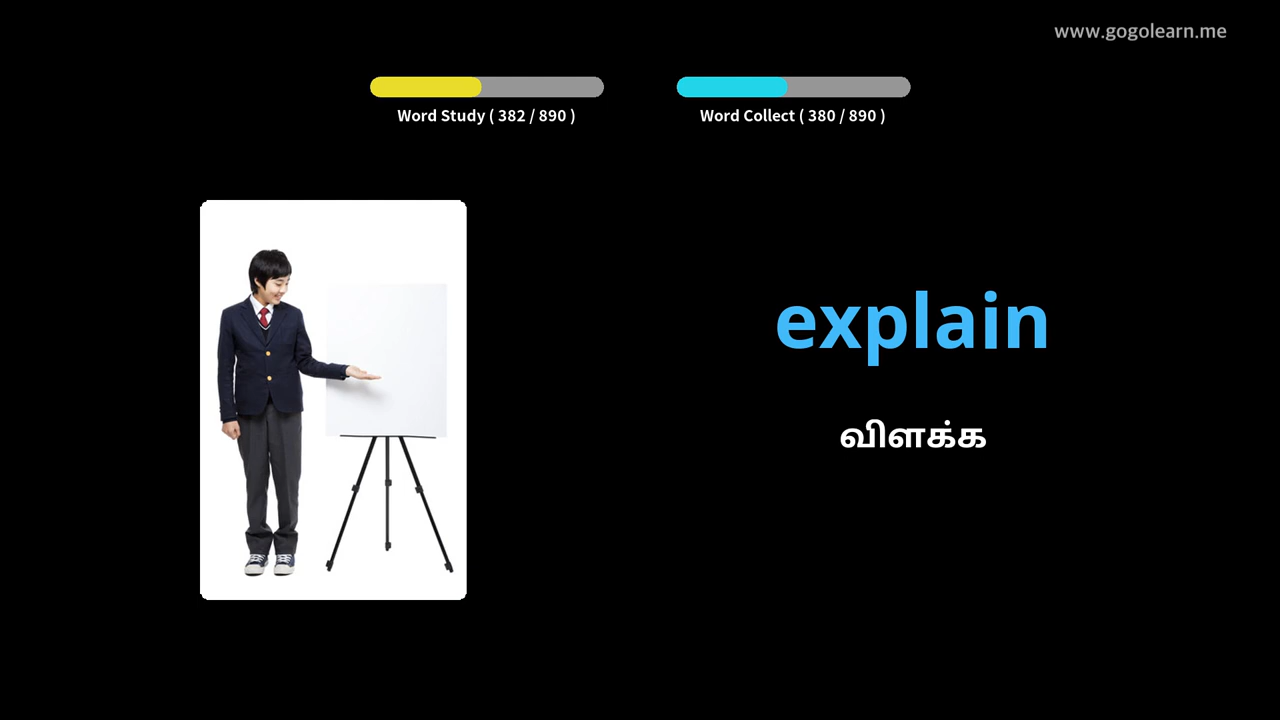 www.gogolearn.me
Word Study ( 382 / 890 )
Word Collect ( 380 / 890 )
explain
விளக்க